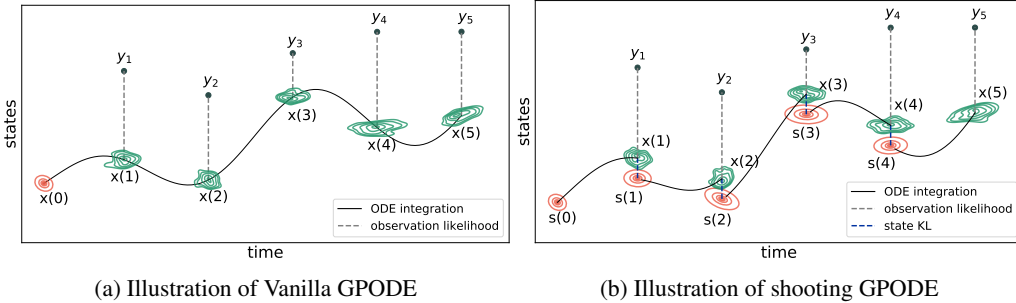 y₁
y₂
y₃
y₄
y₅
states
x(0)
x(1)
x(2)
x(3)
x(4)
x(5)
ODE integration
observation likelihood
time
(a) Illustration of Vanilla GPODE
y₁
y₂
y₃
y₄
y₅
states
x(1)
x(2)
x(3)
x(4)
x(5)
s(0)
s(1)
s(2)
s(3)
s(4)
ODE integration
observation likelihood
state KL
time
(b) Illustration of shooting GPODE